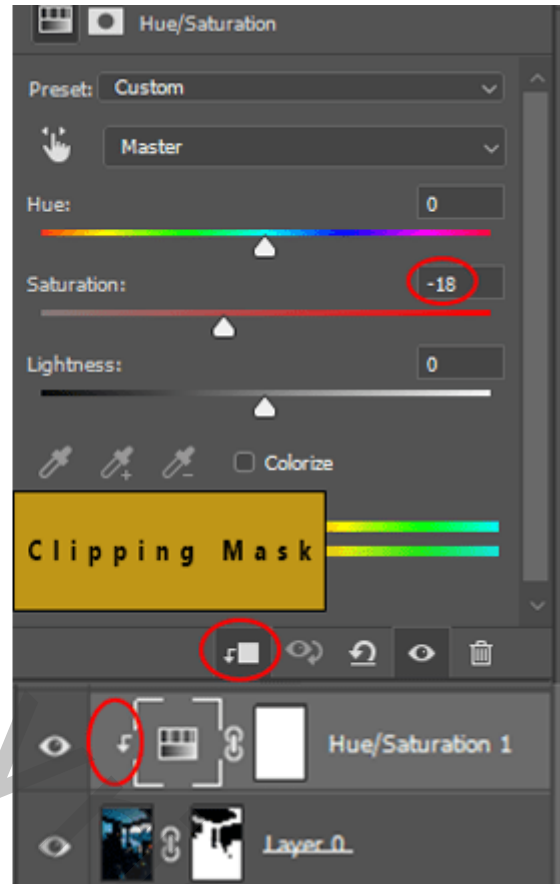 Hue/Saturation
Preset: Custom
Master
Hue: 0
Saturation: -18
Lightness: 0
Colorize
Clipping Mask
Hue/Saturation 1
Layer 0